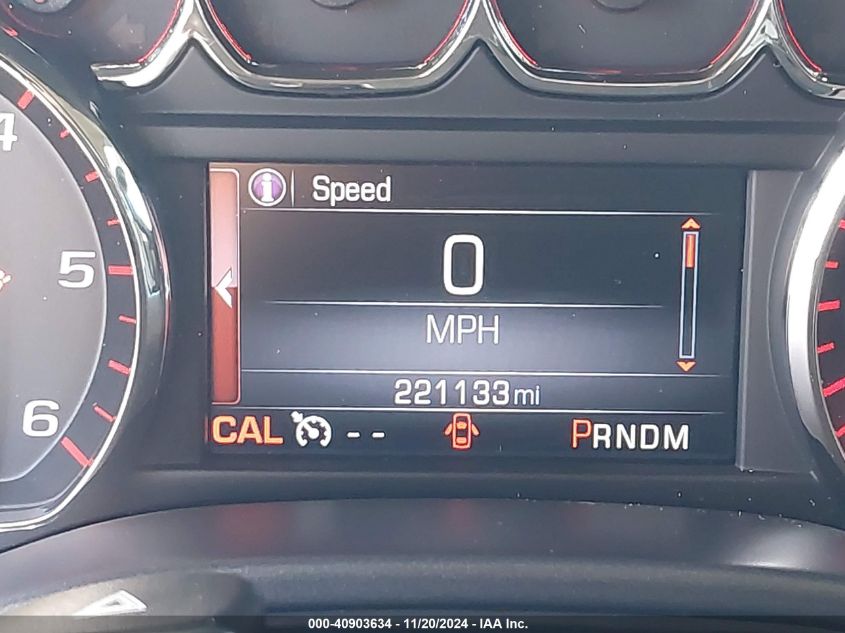 4
Speed
0
5
MPH
221133mi
6
CAL -- PRNDM
000-40903634 - 11/20/2024 - IAA Inc.